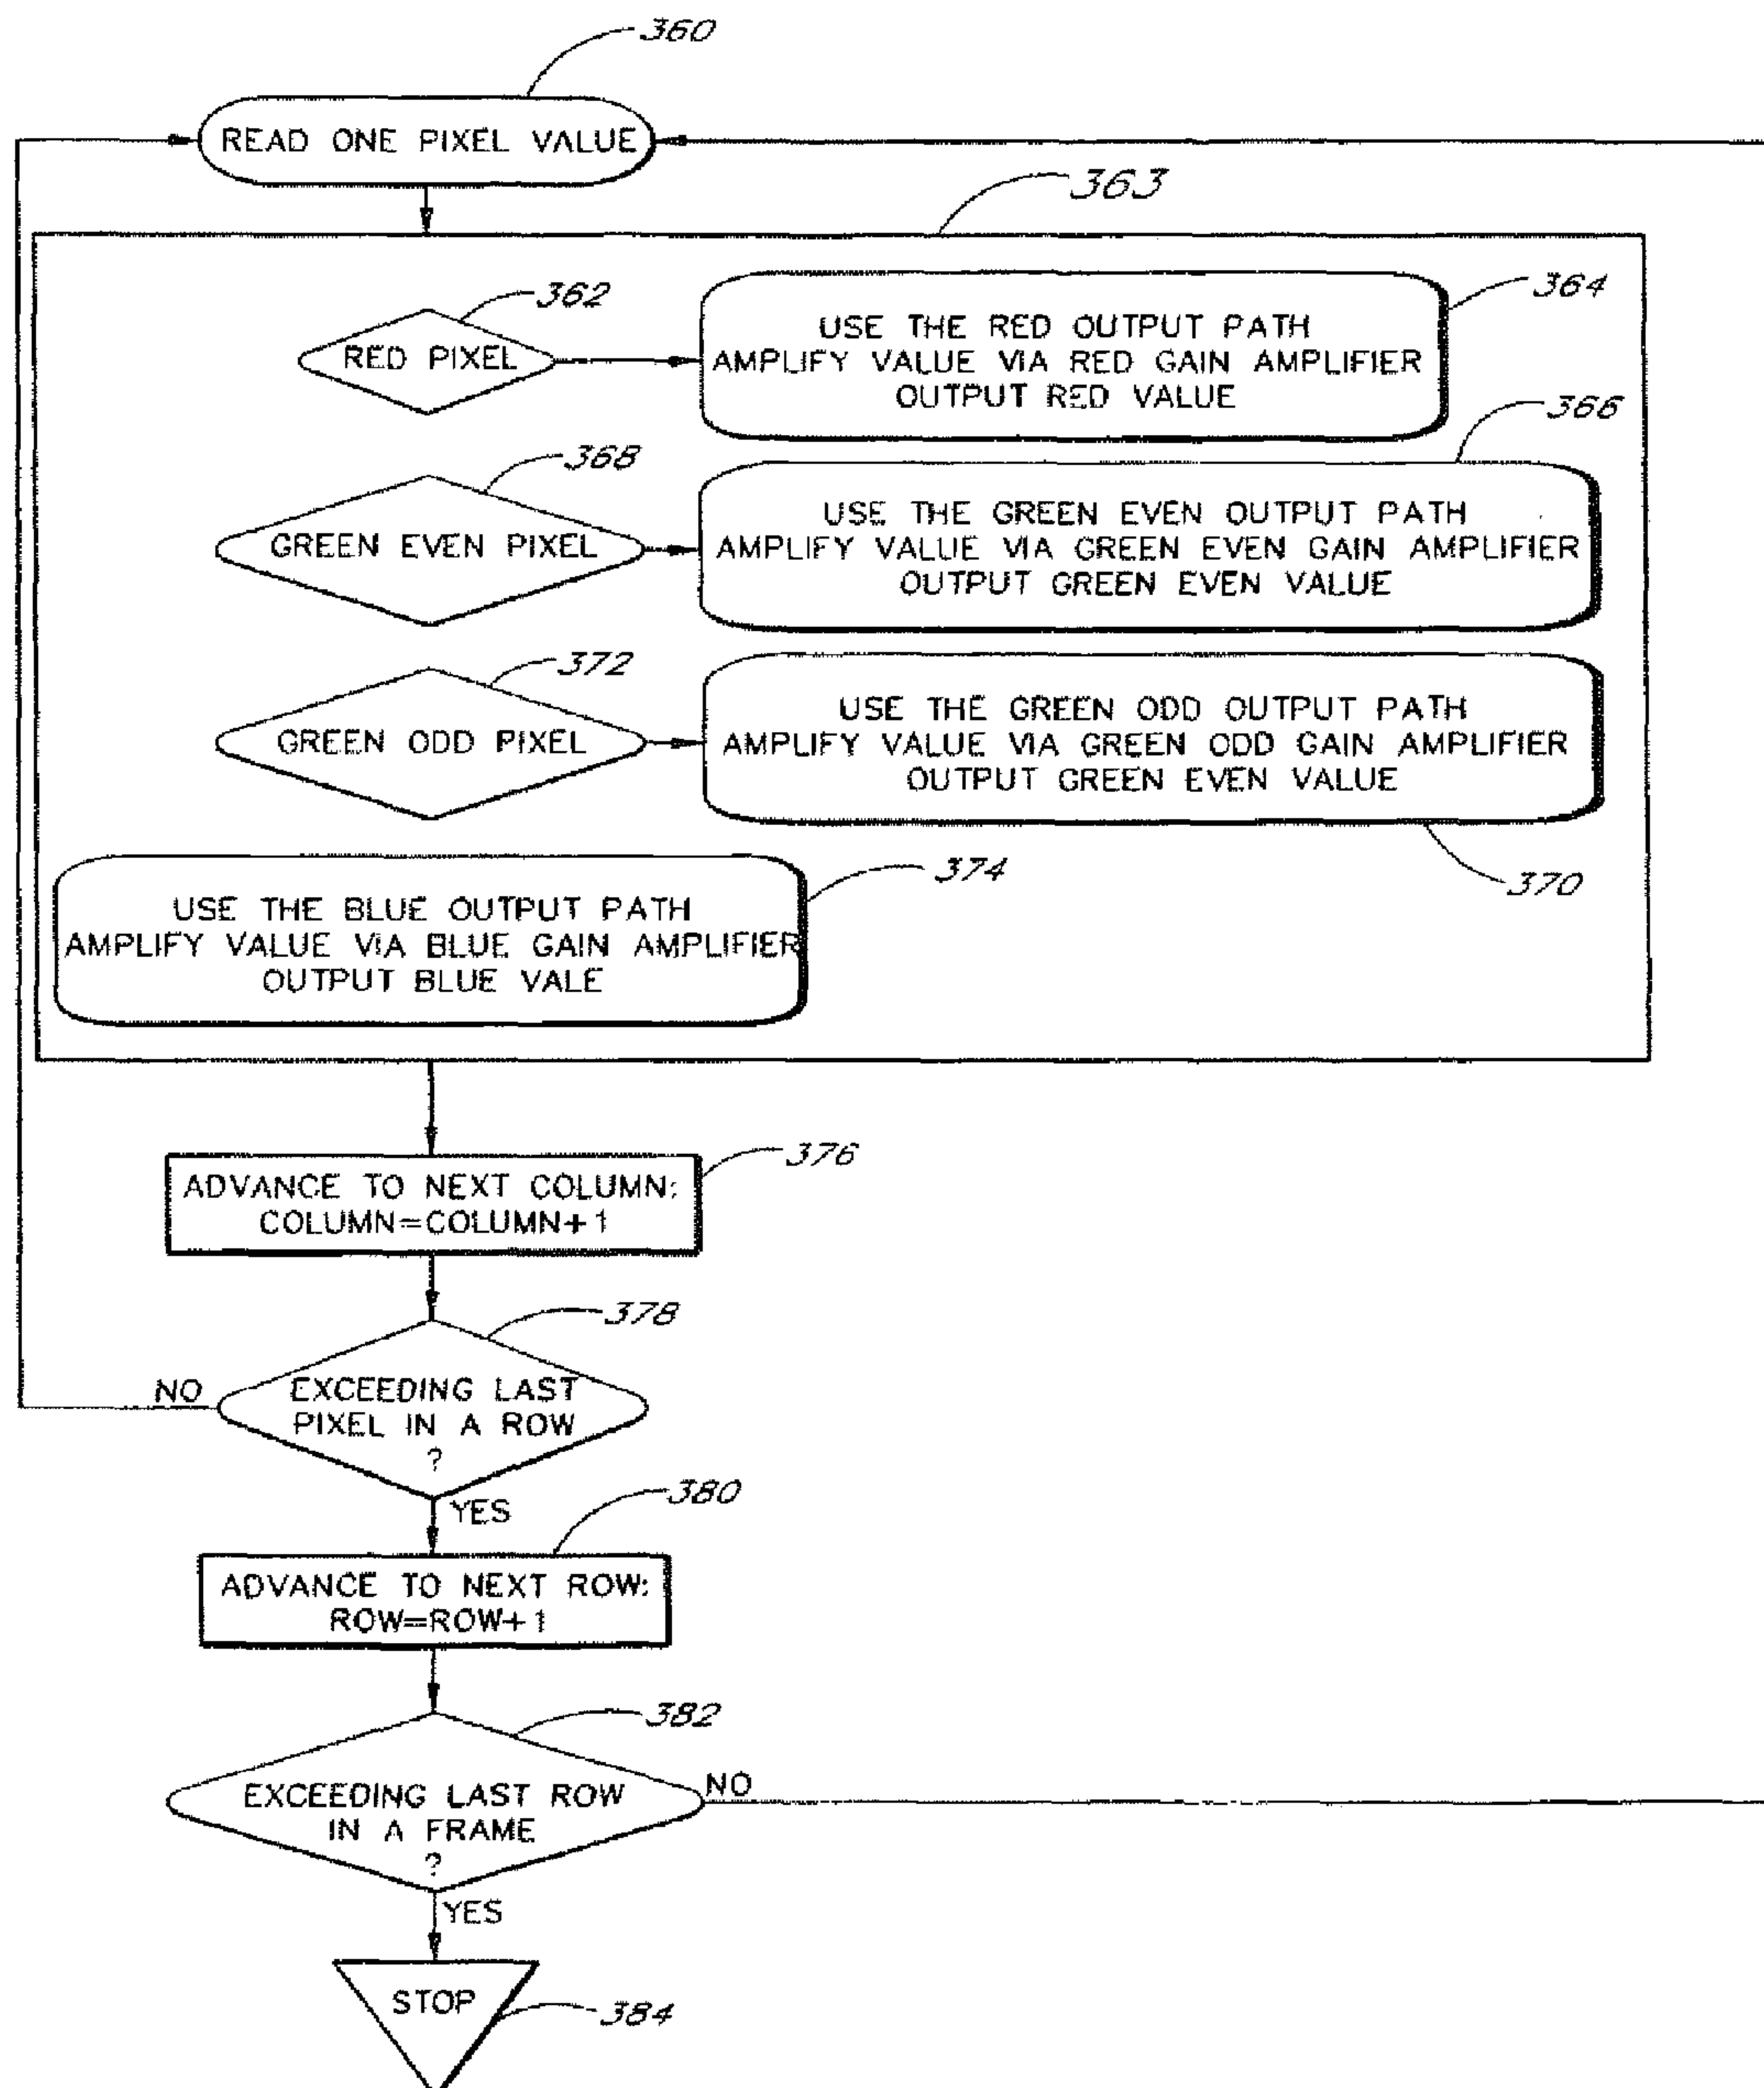 360
READ ONE PIXEL VALUE
363
362
RED PIXEL
364
USE THE RED OUTPUT PATH
AMPLIFY VALUE VIA RED GAIN AMPLIFIER
OUTPUT RED VALUE
366
368
GREEN EVEN PIXEL
USE THE GREEN EVEN OUTPUT PATH
AMPLIFY VALUE VIA GREEN EVEN GAIN AMPLIFIER
OUTPUT GREEN EVEN VALUE
372
GREEN ODD PIXEL
USE THE GREEN ODD OUTPUT PATH
AMPLIFY VALUE VIA GREEN ODD GAIN AMPLIFIER
OUTPUT GREEN EVEN VALUE
370
374
USE THE BLUE OUTPUT PATH
AMPLIFY VALUE VIA BLUE GAIN AMPLIFIER
OUTPUT BLUE VALE
376
ADVANCE TO NEXT COLUMN:
COLUMN=COLUMN+1
378
NO
EXCEEDING LAST
PIXEL IN A ROW
?
YES
380
ADVANCE TO NEXT ROW:
ROW=ROW+1
382
NO
EXCEEDING LAST ROW
IN A FRAME
?
YES
STOP
384